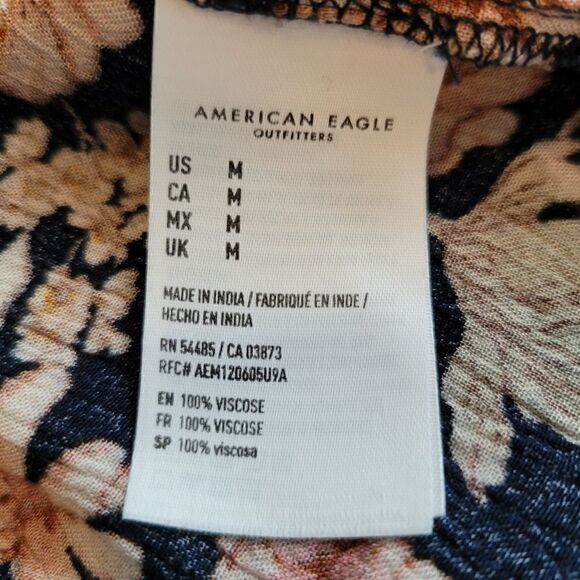 AMERICAN EAGLE
OUTFITTERS
US M
CA M
MX M
UK M
MADE IN INDIA / FABRIQUÉ EN INDE /
HECHO EN INDIA
RN 54485 / CA 03873
RFC# AEM120605U9A
EN 100% VISCOSE
FR 100% VISCOSE
SP 100% viscosa